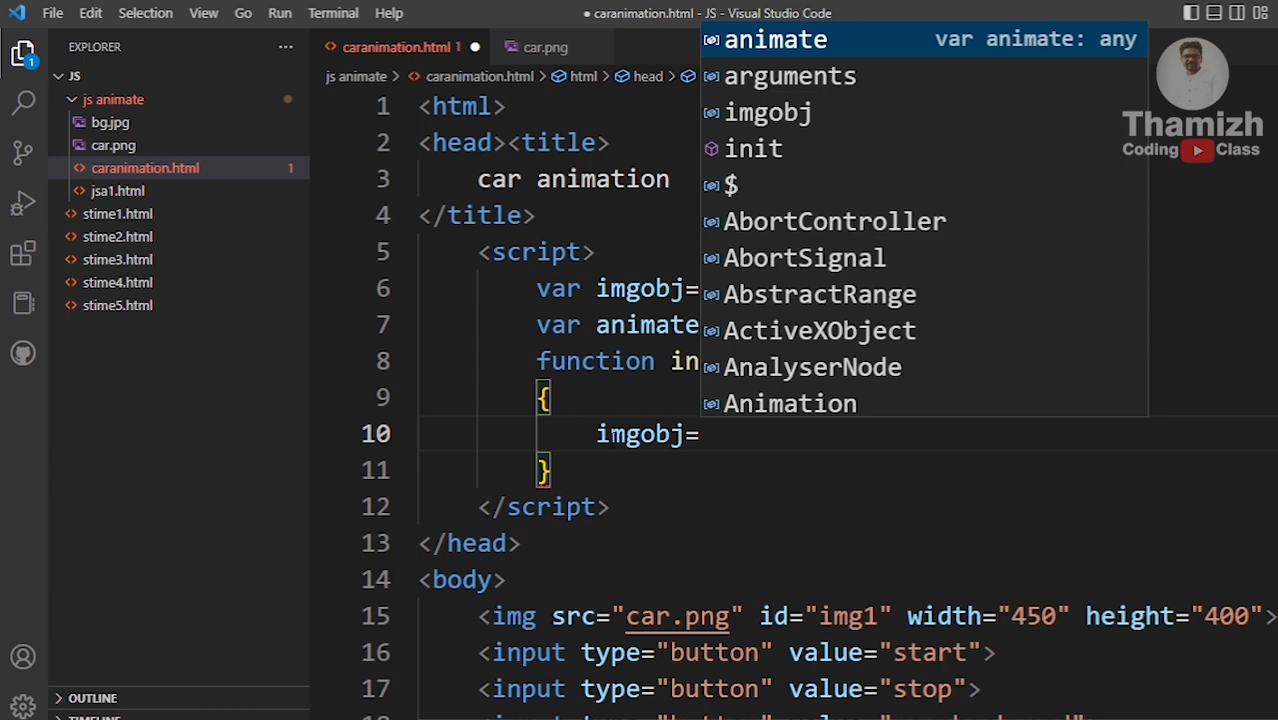 File Edit Selection View Go Run Terminal Help
● caranimation.html - JS - Visual Studio Code
EXPLORER
1
JS
js animate
bg.jpg
car.png
caranimation.html 1
jsa1.html
stime1.html
stime2.html
stime3.html
stime4.html
stime5.html
OUTLINE
TIMELINE
caranimation.html 1 ●
car.png
js animate > caranimation.html > html > head >
1 <html>
2 <head><title>
3 car animation
4 </title>
5 <script>
6 var imgobj=
7 var animate
8 function in
9 {
10 imgobj=
11 }
12 </script>
13 </head>
14 <body>
15 <img src="car.png" id="img1" width="450" height="400">
16 <input type="button" value="start">
17 <input type="button" value="stop">
animate var animate: any
arguments
imgobj
init
$
AbortController
AbortSignal
AbstractRange
ActiveXObject
AnalyserNode
Animation
Thamizh
Coding Class